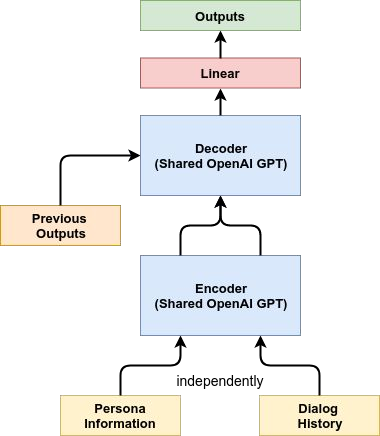 Outputs
Linear
Decoder
(Shared OpenAI GPT)
Previous
Outputs
Encoder
(Shared OpenAI GPT)
independently
Persona
Information
Dialog
History